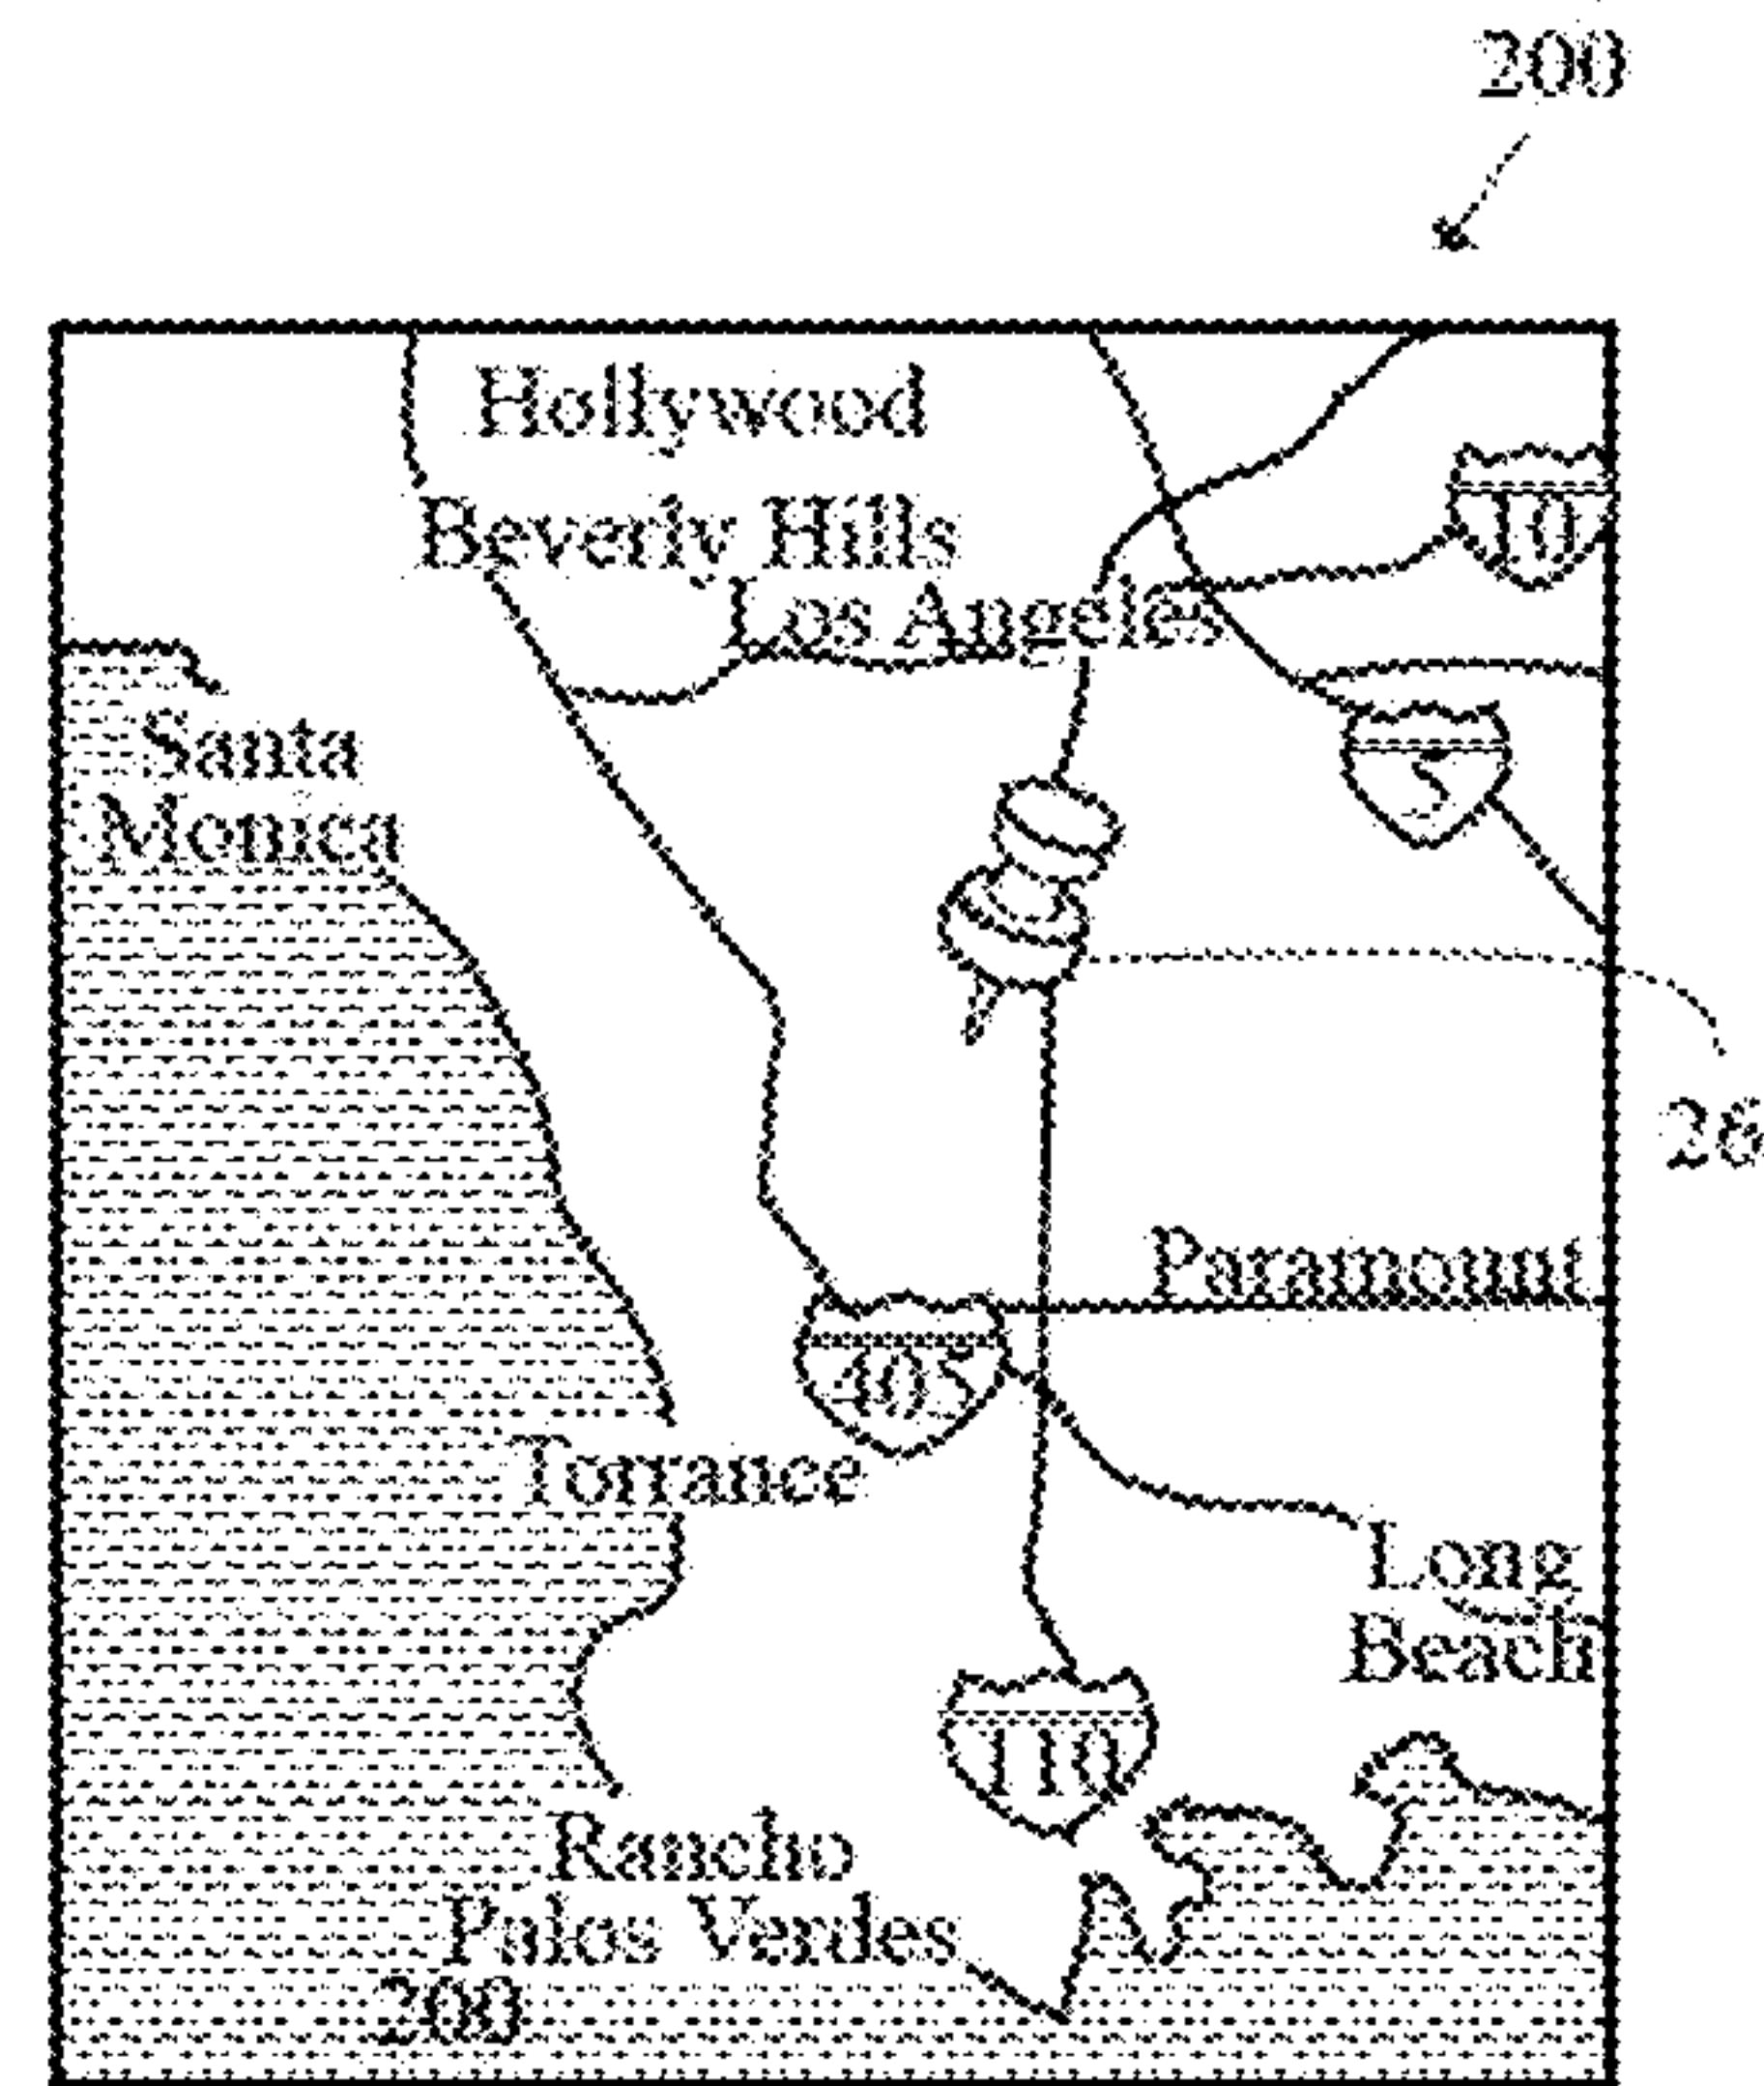 200
Hollywood
Beverly Hills
10
Los Angeles
Santa
Monica
5
Paramount
405
Torrance
Long
Beach
110
Rancho
Palos Verdes
200